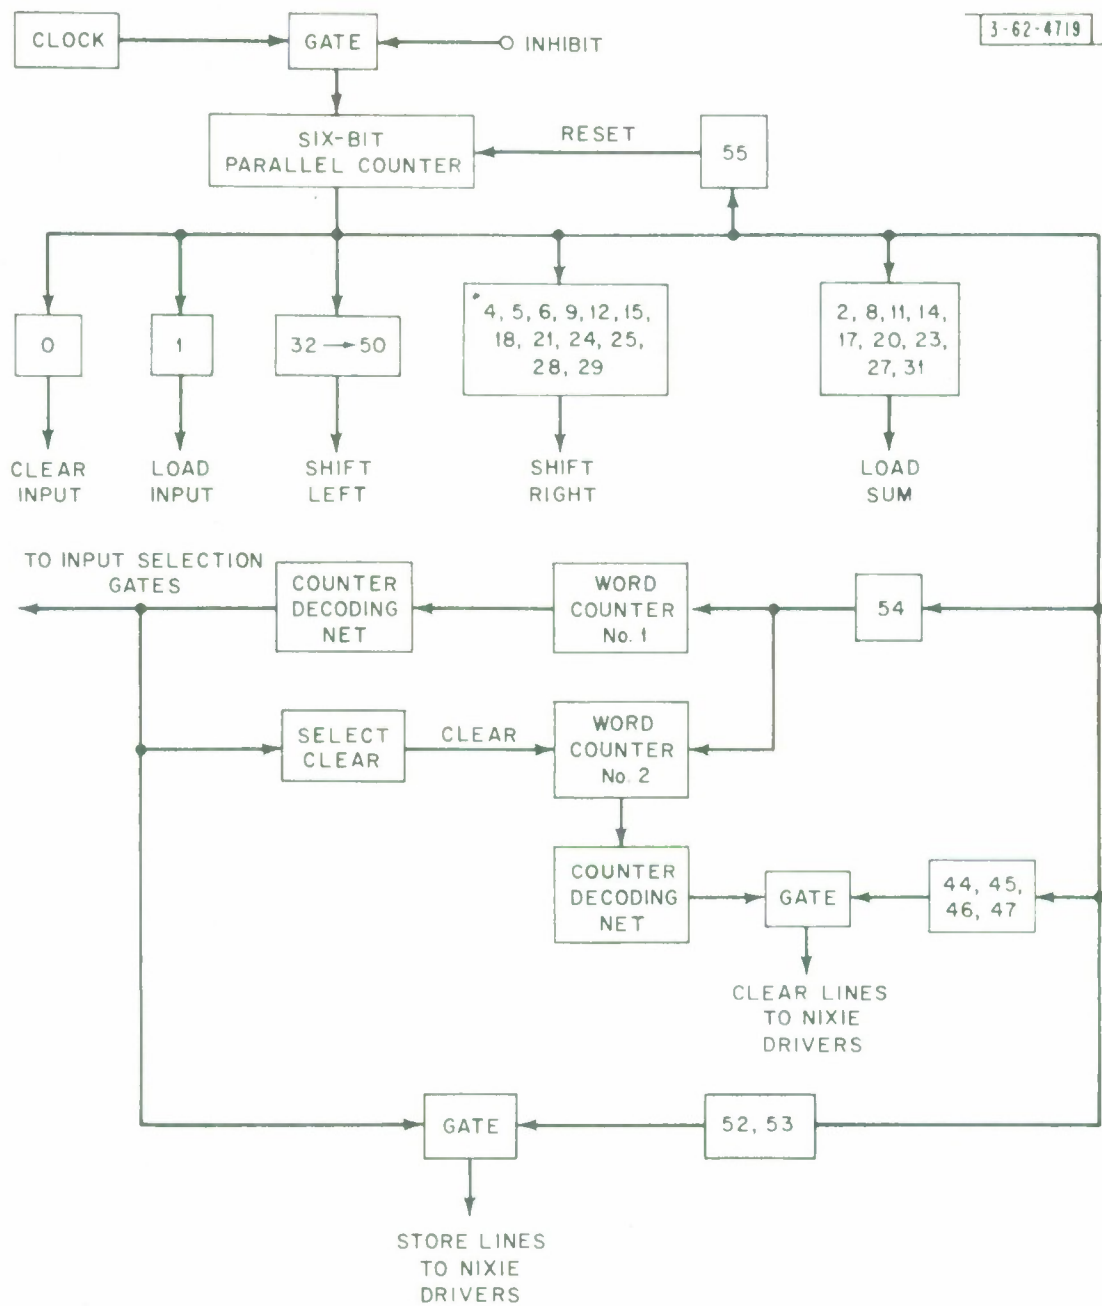 CLOCK
GATE
INHIBIT
3-62-4719
SIX-BIT
PARALLEL COUNTER
RESET
55
0
1
32 → 50
4, 5, 6, 9, 12, 15,
18, 21, 24, 25,
28, 29
2, 8, 11, 14,
17, 20, 23,
27, 31
CLEAR
INPUT
LOAD
INPUT
SHIFT
LEFT
SHIFT
RIGHT
LOAD
SUM
TO INPUT SELECTION
GATES
COUNTER
DECODING
NET
WORD
COUNTER
No. 1
54
SELECT
CLEAR
CLEAR
WORD
COUNTER
No. 2
COUNTER
DECODING
NET
GATE
44, 45,
46, 47
CLEAR LINES
TO NIXIE
DRIVERS
GATE
52, 53
STORE LINES
TO NIXIE
DRIVERS